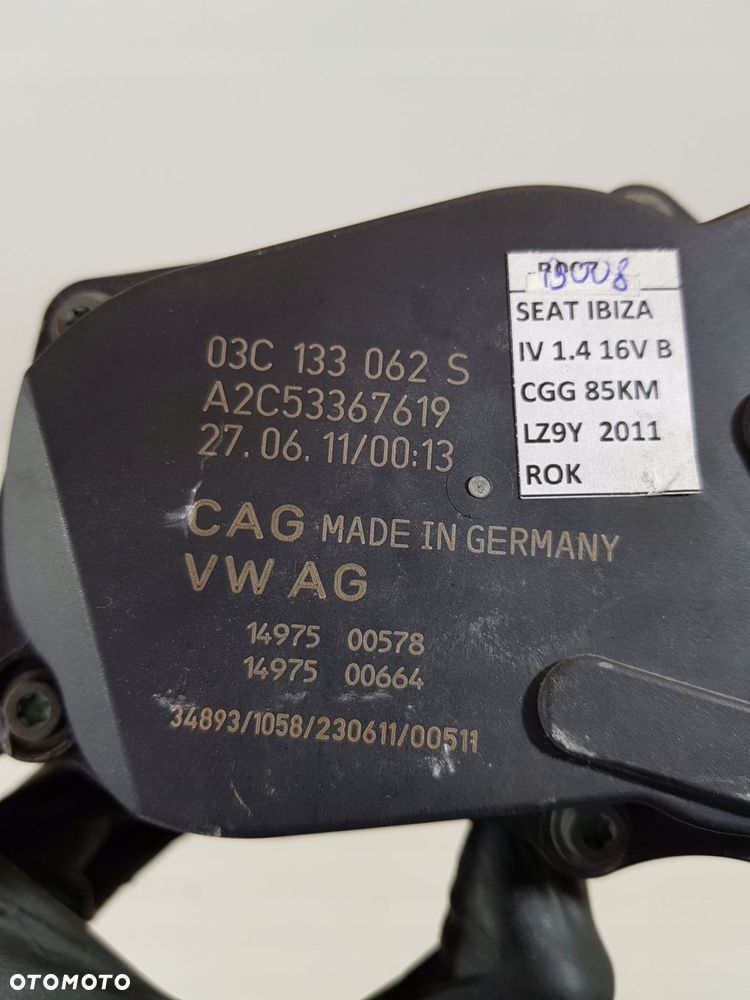 B008
SEAT IBIZA
IV 1.4 16V B
CGG 85KM
LZ9Y 2011
ROK
03C 133 062 S
A2C53367619
27.06.11/00:13
CAG MADE IN GERMANY
VW AG
14975 00578
14975 00664
34893/1058/230611/00511
OTOMOTO